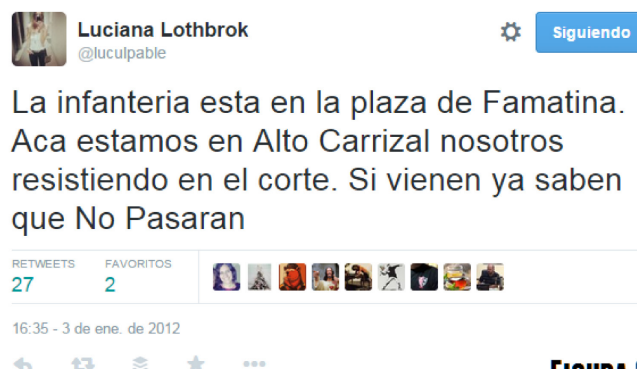 Luciana Lothbrok
@luculpable
Siguiendo
La infanteria esta en la plaza de Famatina.
Aca estamos en Alto Carrizal nosotros
resistiendo en el corte. Si vienen ya saben
que No Pasaran
RETWEETS FAVORITOS
27 2
16:35 - 3 de ene. de 2012